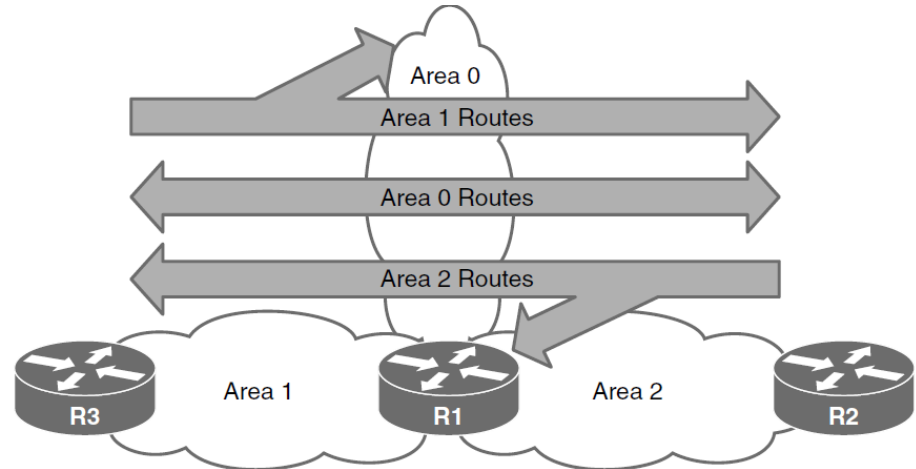 Area 0
Area 1 Routes
Area 0 Routes
Area 2 Routes
Area 1
Area 2
R3
R1
R2